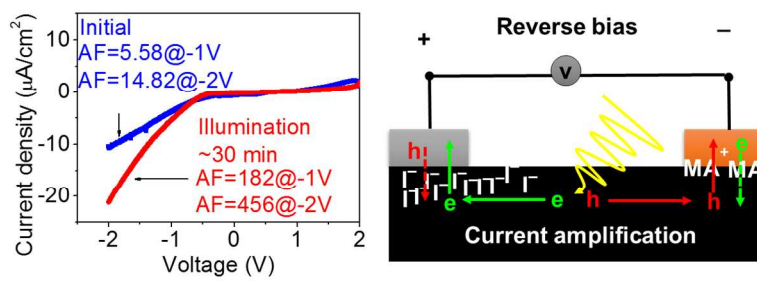 Initial
AF=5.58@-1V
AF=14.82@-2V
Illumination
~30 min
AF=182@-1V
AF=456@-2V
Current density (μA/cm²)
0
-10
-20
-2
-1
0
1
2
Voltage (V)
Reverse bias
+
–
V
h
e
I⁻ I⁻ I⁻ I⁻ I⁻ I⁻
e
h
h
MA⁺ MA
e
Current amplification